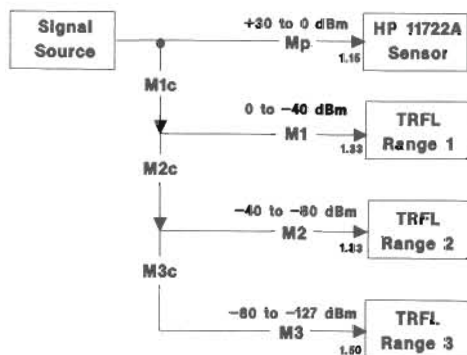 Signal
Source
+30 to 0 dBm
Mp
1.15
HP 11722A
Sensor
M1c
0 to −40 dBm
M1
1.33
TRFL
Range 1
M2c
−40 to −80 dBm
M2
1.33
TRFL
Range 2
M3c
−80 to −127 dBm
M3
1.50
TRFL
Range 3